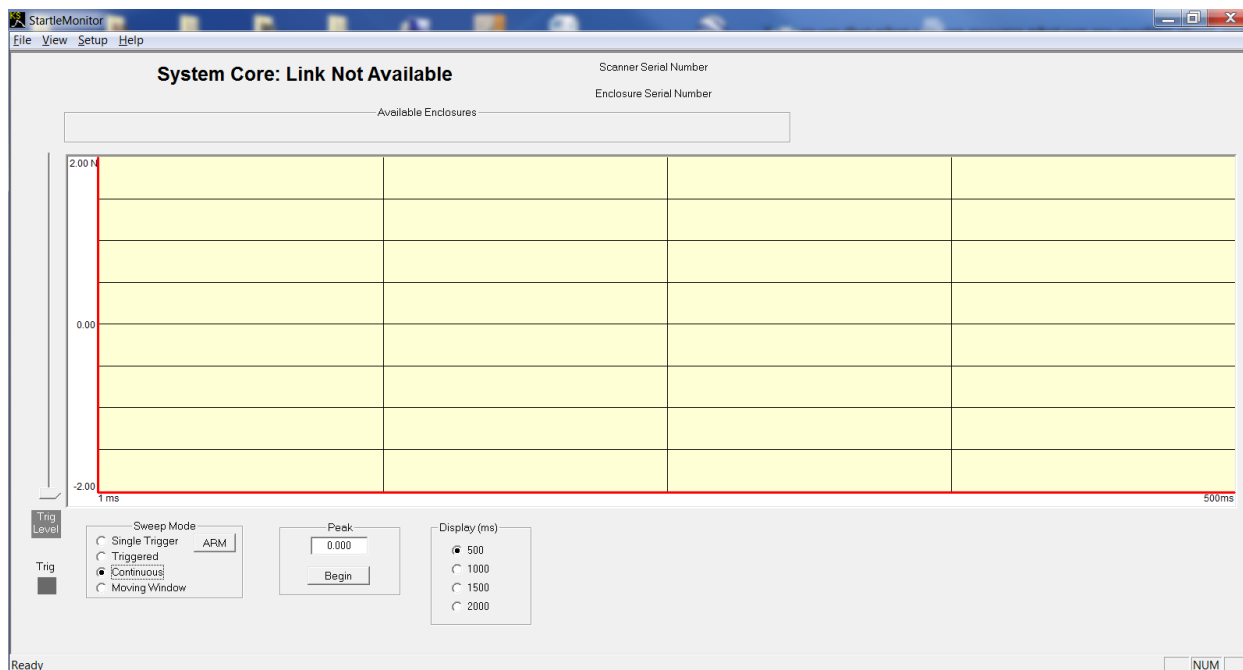 KS StartleMonitor
File View Setup Help
System Core: Link Not Available
Scanner Serial Number
Enclosure Serial Number
Available Enclosures
2.00 N
0.00
-2.00
1 ms
500ms
Trig
Level
Trig
Sweep Mode
Single Trigger
ARM
Triggered
Continuous
Moving Window
Peak
0.000
Begin
Display (ms)
500
1000
1500
2000
Ready
NUM